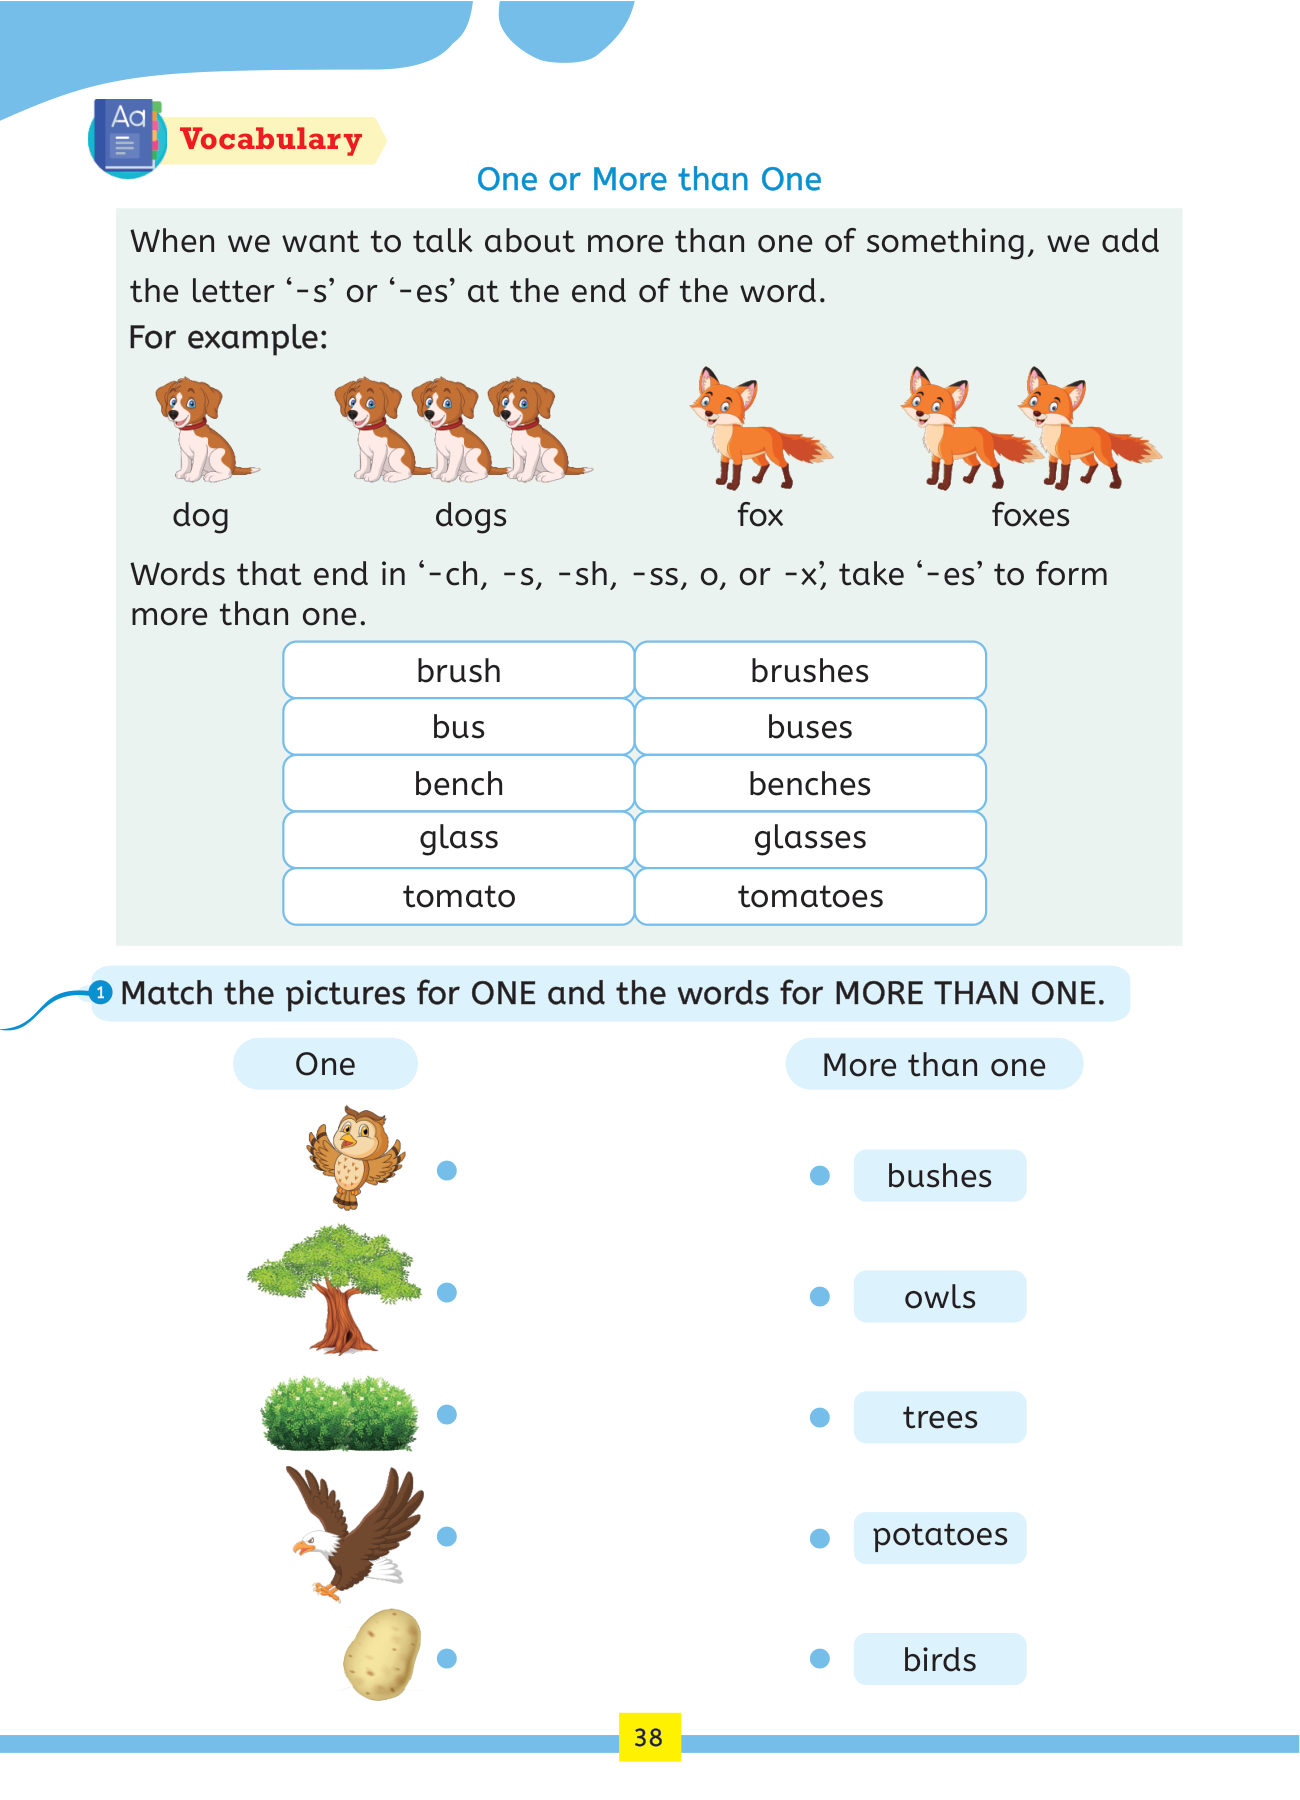 Aa
Vocabulary
One or More than One
When we want to talk about more than one of something, we add
the letter ‘-s’ or ‘-es’ at the end of the word.
For example:
dog dogs fox foxes
Words that end in ‘-ch, -s, -sh, -ss, o, or -x’, take ‘-es’ to form
more than one.
brush brushes
bus buses
bench benches
glass glasses
tomato tomatoes
1 Match the pictures for ONE and the words for MORE THAN ONE.
One More than one
bushes
owls
trees
potatoes
birds
38